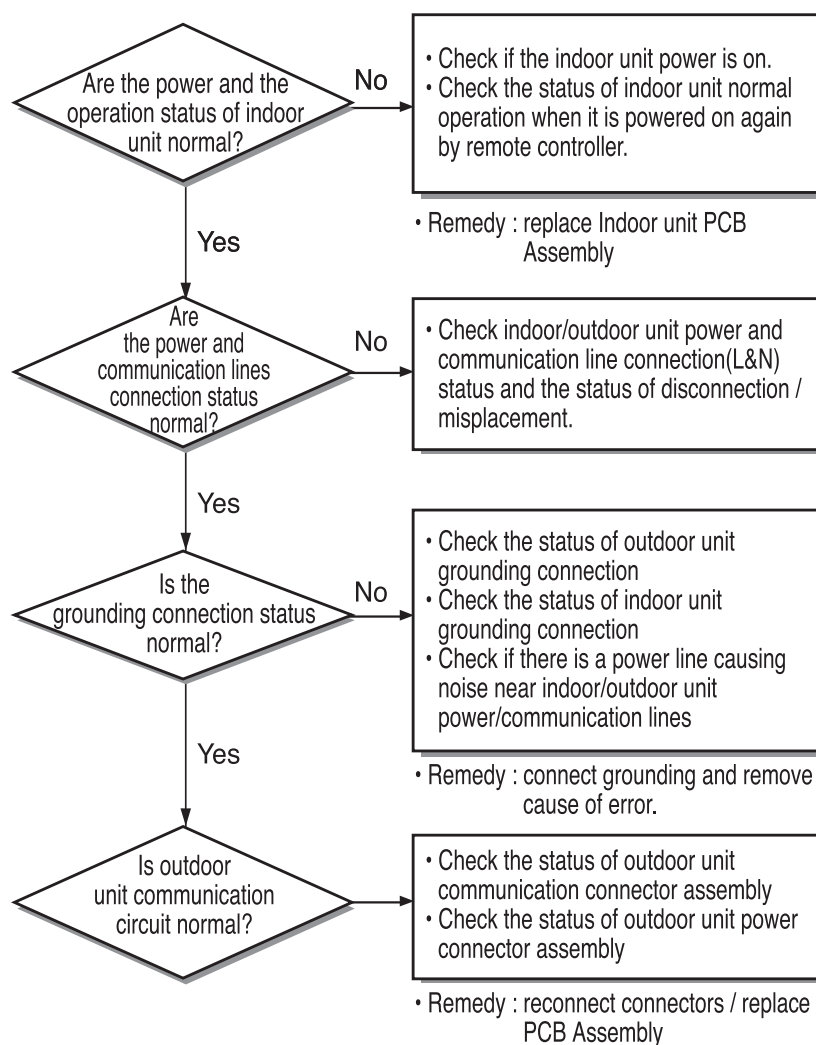 Are the power and the
operation status of indoor
unit normal?
No
• Check if the indoor unit power is on.
• Check the status of indoor unit normal
operation when it is powered on again
by remote controller.
• Remedy : replace Indoor unit PCB
Assembly
Yes
Are
the power and
communication lines
connection status
normal?
No
• Check indoor/outdoor unit power and
communication line connection(L&N)
status and the status of disconnection /
misplacement.
Yes
Is the
grounding connection status
normal?
No
• Check the status of outdoor unit
grounding connection
• Check the status of indoor unit
grounding connection
• Check if there is a power line causing
noise near indoor/outdoor unit
power/communication lines
• Remedy : connect grounding and remove
cause of error.
Yes
Is outdoor
unit communication
circuit normal?
• Check the status of outdoor unit
communication connector assembly
• Check the status of outdoor unit power
connector assembly
• Remedy : reconnect connectors / replace
PCB Assembly